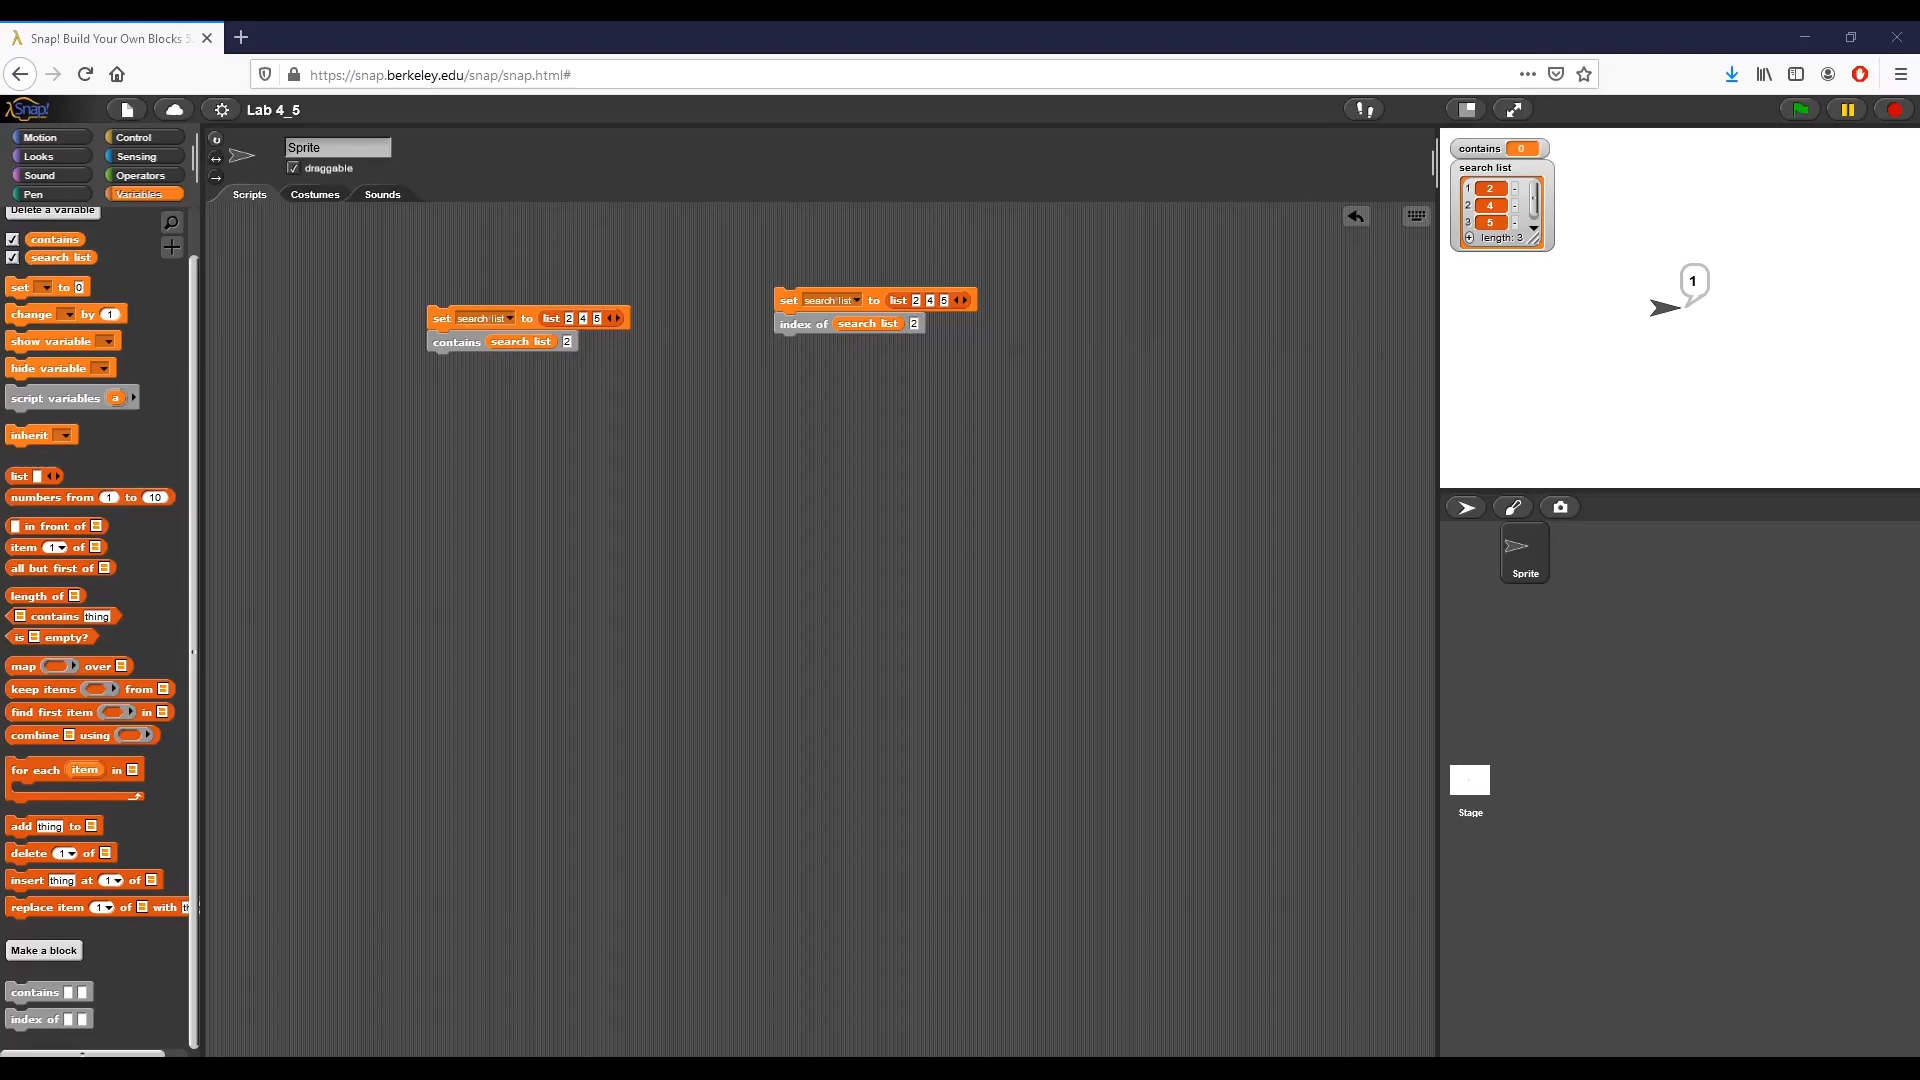 Snap! Build Your Own Blocks 5.
https://snap.berkeley.edu/snap/snap.html#
Snap!
Lab 4_5
Motion Control
Looks Sensing
Sound Operators
Pen Variables
Delete a variable
contains
search list
set to 0
change by 1
show variable
hide variable
script variables a
inherit
list
numbers from 1 to 10
in front of
item 1 of
all but first of
length of
contains thing
is empty?
map over
keep items from
find first item in
combine using
for each item in
add thing to
delete 1 of
insert thing at 1 of
replace item 1 of with
Make a block
contains
index of
Sprite
draggable
Scripts Costumes Sounds
set search list to list 2 4 5
contains search list 2
set search list to list 2 4 5
index of search list 2
contains 0
search list
1 2 -
2 4 -
3 5 -
+ length: 3
1
Sprite
Stage